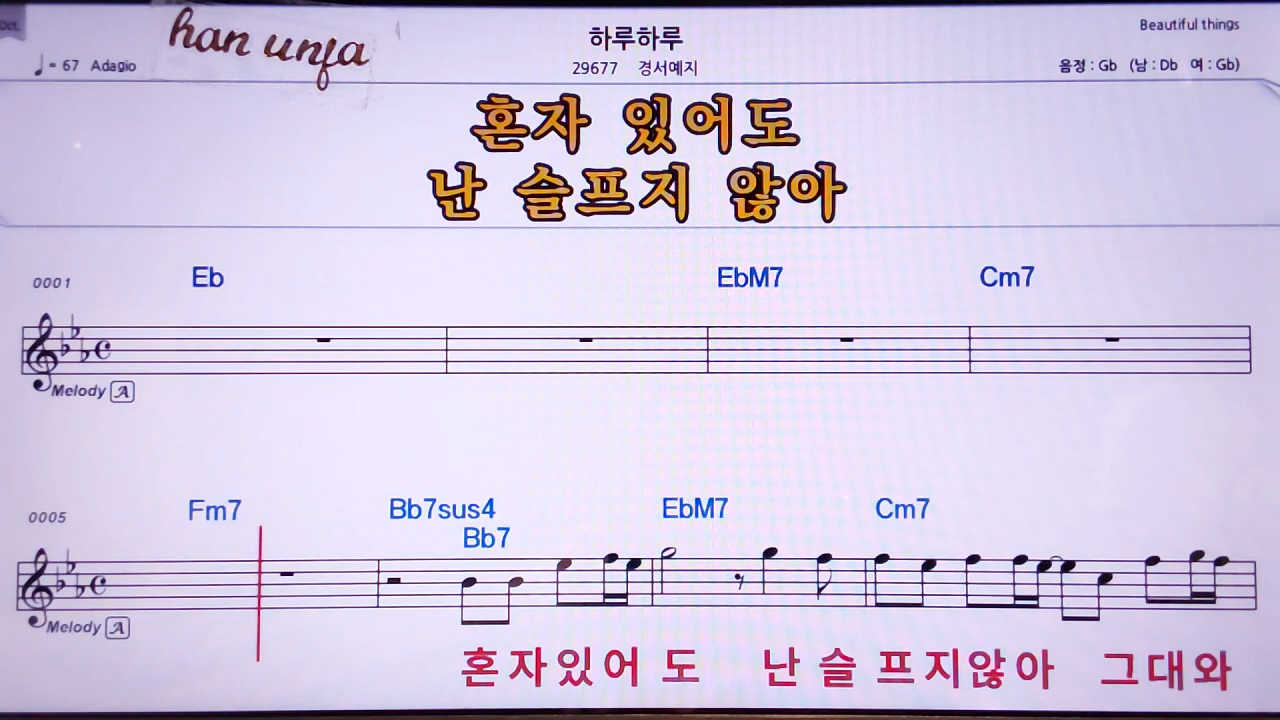 han unja
하루하루
Beautiful things
♩= 67 Adagio
29677 경서예지
음정 : Gb (남 : Db 여 : Gb)
혼자 있어도
난 슬프지 않아
0001 Eb EbM7 Cm7
Melody A
0005 Fm7 Bb7sus4 EbM7 Cm7
Bb7
Melody A
혼자있어도 난슬프지않아 그대와